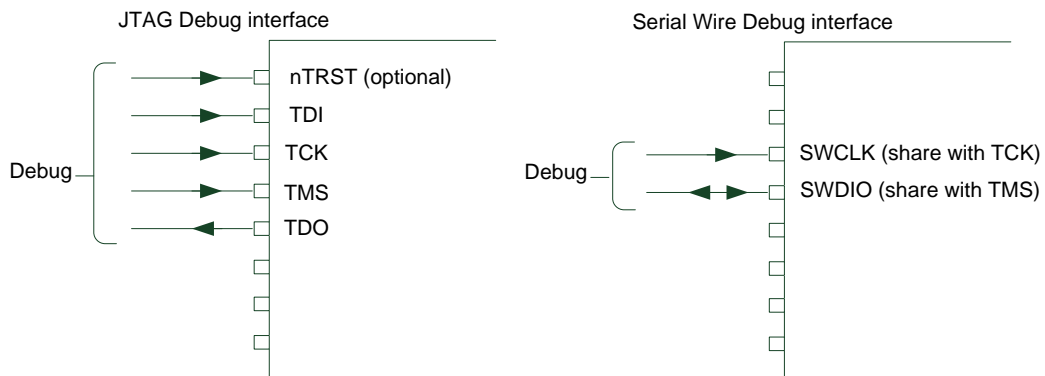 JTAG Debug interface
nTRST (optional)
TDI
TCK
TMS
TDO
Debug
Serial Wire Debug interface
SWCLK (share with TCK)
SWDIO (share with TMS)
Debug